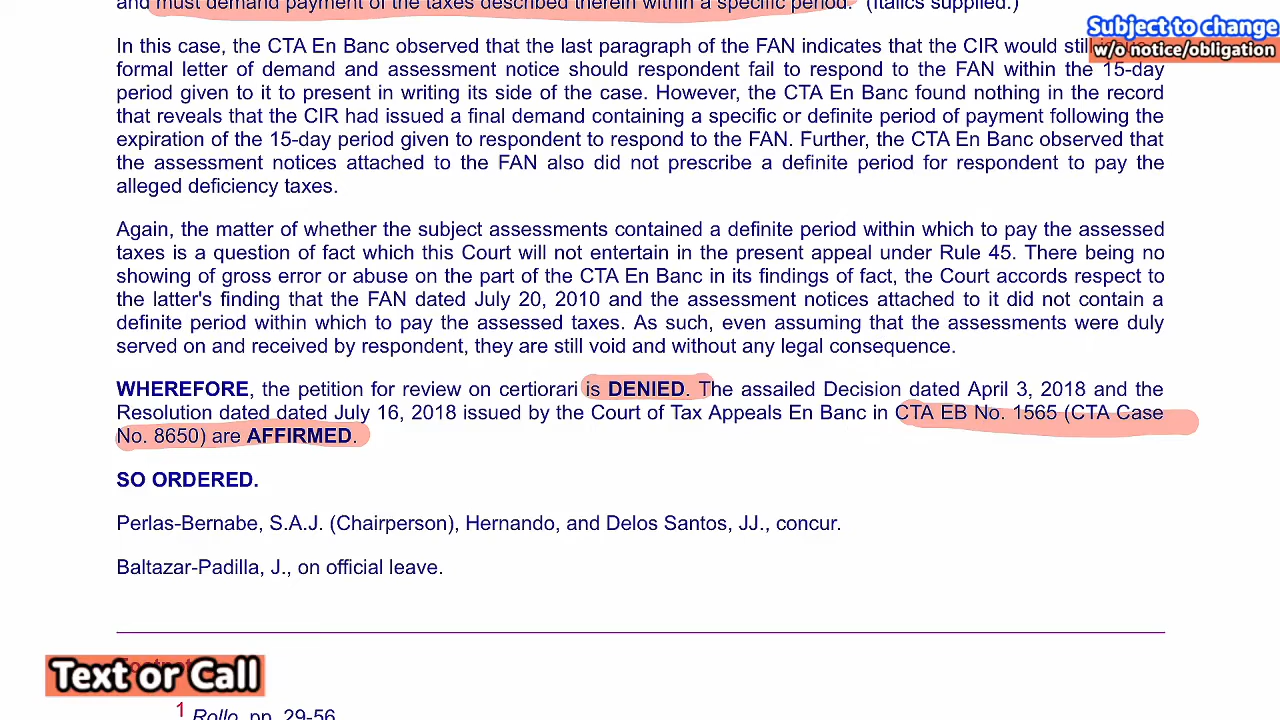 and must demand payment of the taxes described therein within a specific period. (Italics supplied.)
Subject to change
w/o notice/obligation
In this case, the CTA En Banc observed that the last paragraph of the FAN indicates that the CIR would still
formal letter of demand and assessment notice should respondent fail to respond to the FAN within the 15-day
period given to it to present in writing its side of the case. However, the CTA En Banc found nothing in the record
that reveals that the CIR had issued a final demand containing a specific or definite period of payment following the
expiration of the 15-day period given to respondent to respond to the FAN. Further, the CTA En Banc observed that
the assessment notices attached to the FAN also did not prescribe a definite period for respondent to pay the
alleged deficiency taxes.
Again, the matter of whether the subject assessments contained a definite period within which to pay the assessed
taxes is a question of fact which this Court will not entertain in the present appeal under Rule 45. There being no
showing of gross error or abuse on the part of the CTA En Banc in its findings of fact, the Court accords respect to
the latter's finding that the FAN dated July 20, 2010 and the assessment notices attached to it did not contain a
definite period within which to pay the assessed taxes. As such, even assuming that the assessments were duly
served on and received by respondent, they are still void and without any legal consequence.
WHEREFORE, the petition for review on certiorari is DENIED. The assailed Decision dated April 3, 2018 and the
Resolution dated dated July 16, 2018 issued by the Court of Tax Appeals En Banc in CTA EB No. 1565 (CTA Case
No. 8650) are AFFIRMED.
SO ORDERED.
Perlas-Bernabe, S.A.J. (Chairperson), Hernando, and Delos Santos, JJ., concur.
Baltazar-Padilla, J., on official leave.
Text or Call
1 Rollo, pp. 29-56.